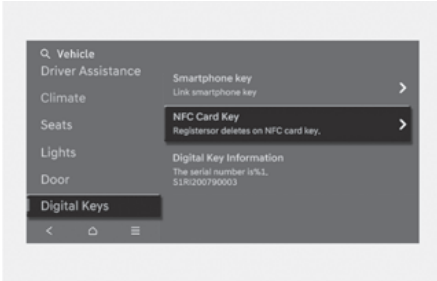 Vehicle
Driver Assistance
Climate
Seats
Lights
Door
Digital Keys
Smartphone key
Link smartphone key
NFC Card Key
Registersor deletes on NFC card key,
Digital Key Information
The serial number is%1,
S1RI200790003